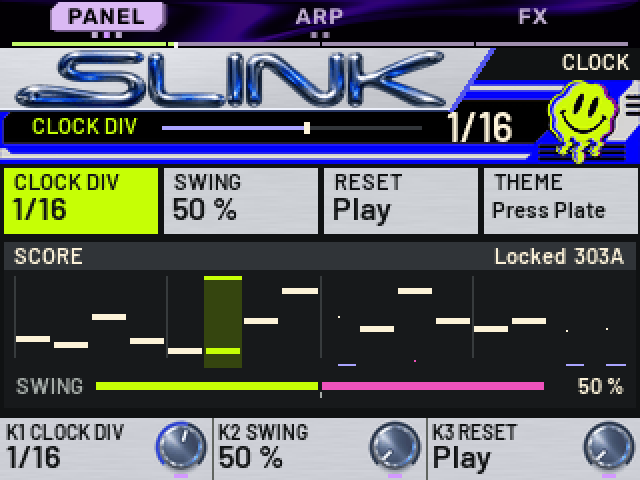 PANEL ARP FX
SLINK
CLOCK
CLOCK DIV 1/16
CLOCK DIV
1/16
SWING
50 %
RESET
Play
THEME
Press Plate
SCORE Locked 303A
SWING 50 %
K1 CLOCK DIV
1/16
K2 SWING
50 %
K3 RESET
Play